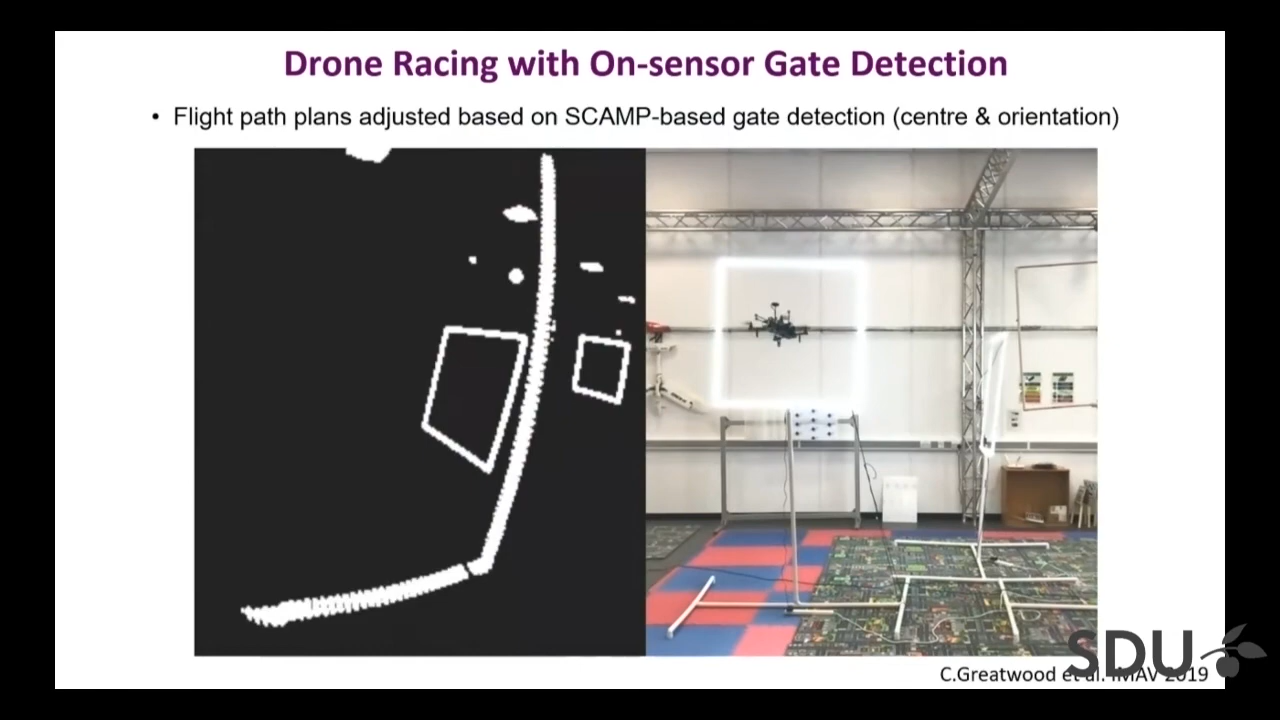 Drone Racing with On-sensor Gate Detection
• Flight path plans adjusted based on SCAMP-based gate detection (centre & orientation)
C.Greatwood et al. IMAV 2019
SDU